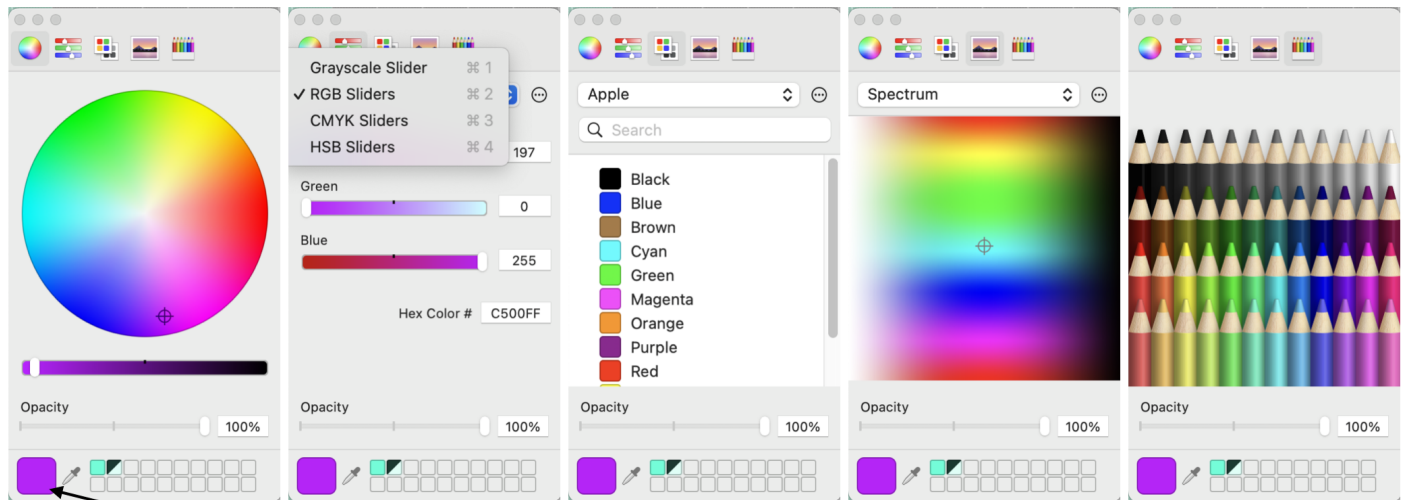 Grayscale Slider ⌘ 1
✓ RGB Sliders ⌘ 2
CMYK Sliders ⌘ 3
HSB Sliders ⌘ 4
197
Green
0
Blue
255
Hex Color # C500FF
Apple
Search
Black
Blue
Brown
Cyan
Green
Magenta
Orange
Purple
Red
Spectrum
Opacity
100%
Opacity
100%
Opacity
100%
Opacity
100%
Opacity
100%